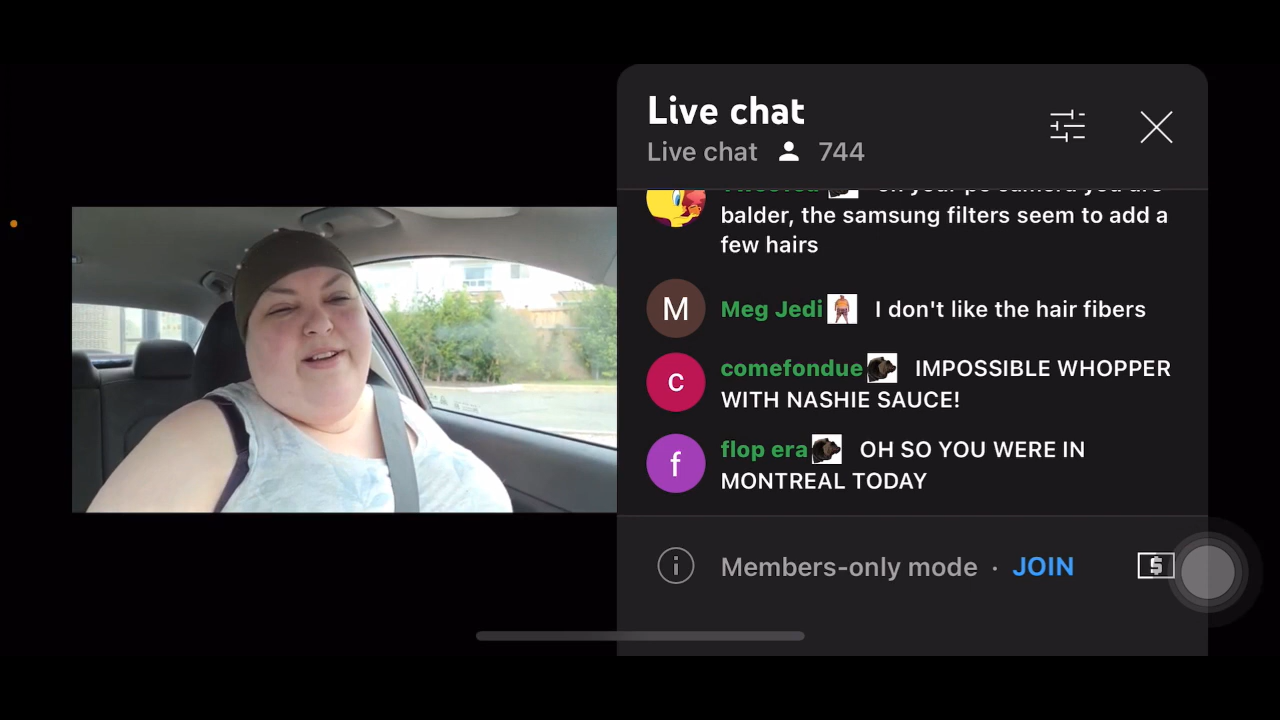 Live chat
Live chat 744
balder, the samsung filters seem to add a
few hairs
M Meg Jedi I don't like the hair fibers
c comefondue IMPOSSIBLE WHOPPER
WITH NASHIE SAUCE!
f flop era OH SO YOU WERE IN
MONTREAL TODAY
Members-only mode · JOIN